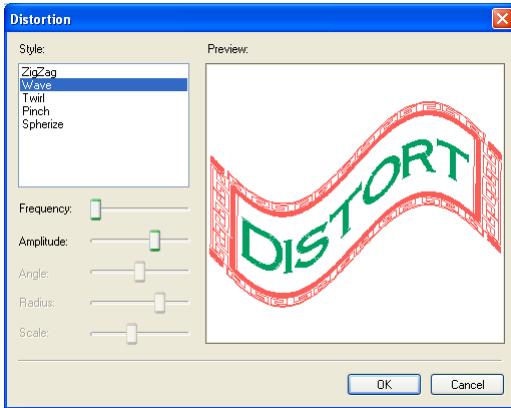 Distortion
Style:
Preview:
ZigZag
Wave
Twirl
Pinch
Spherize
DISTORT
Frequency:
Amplitude:
Angle:
Radius:
Scale:
OK
Cancel